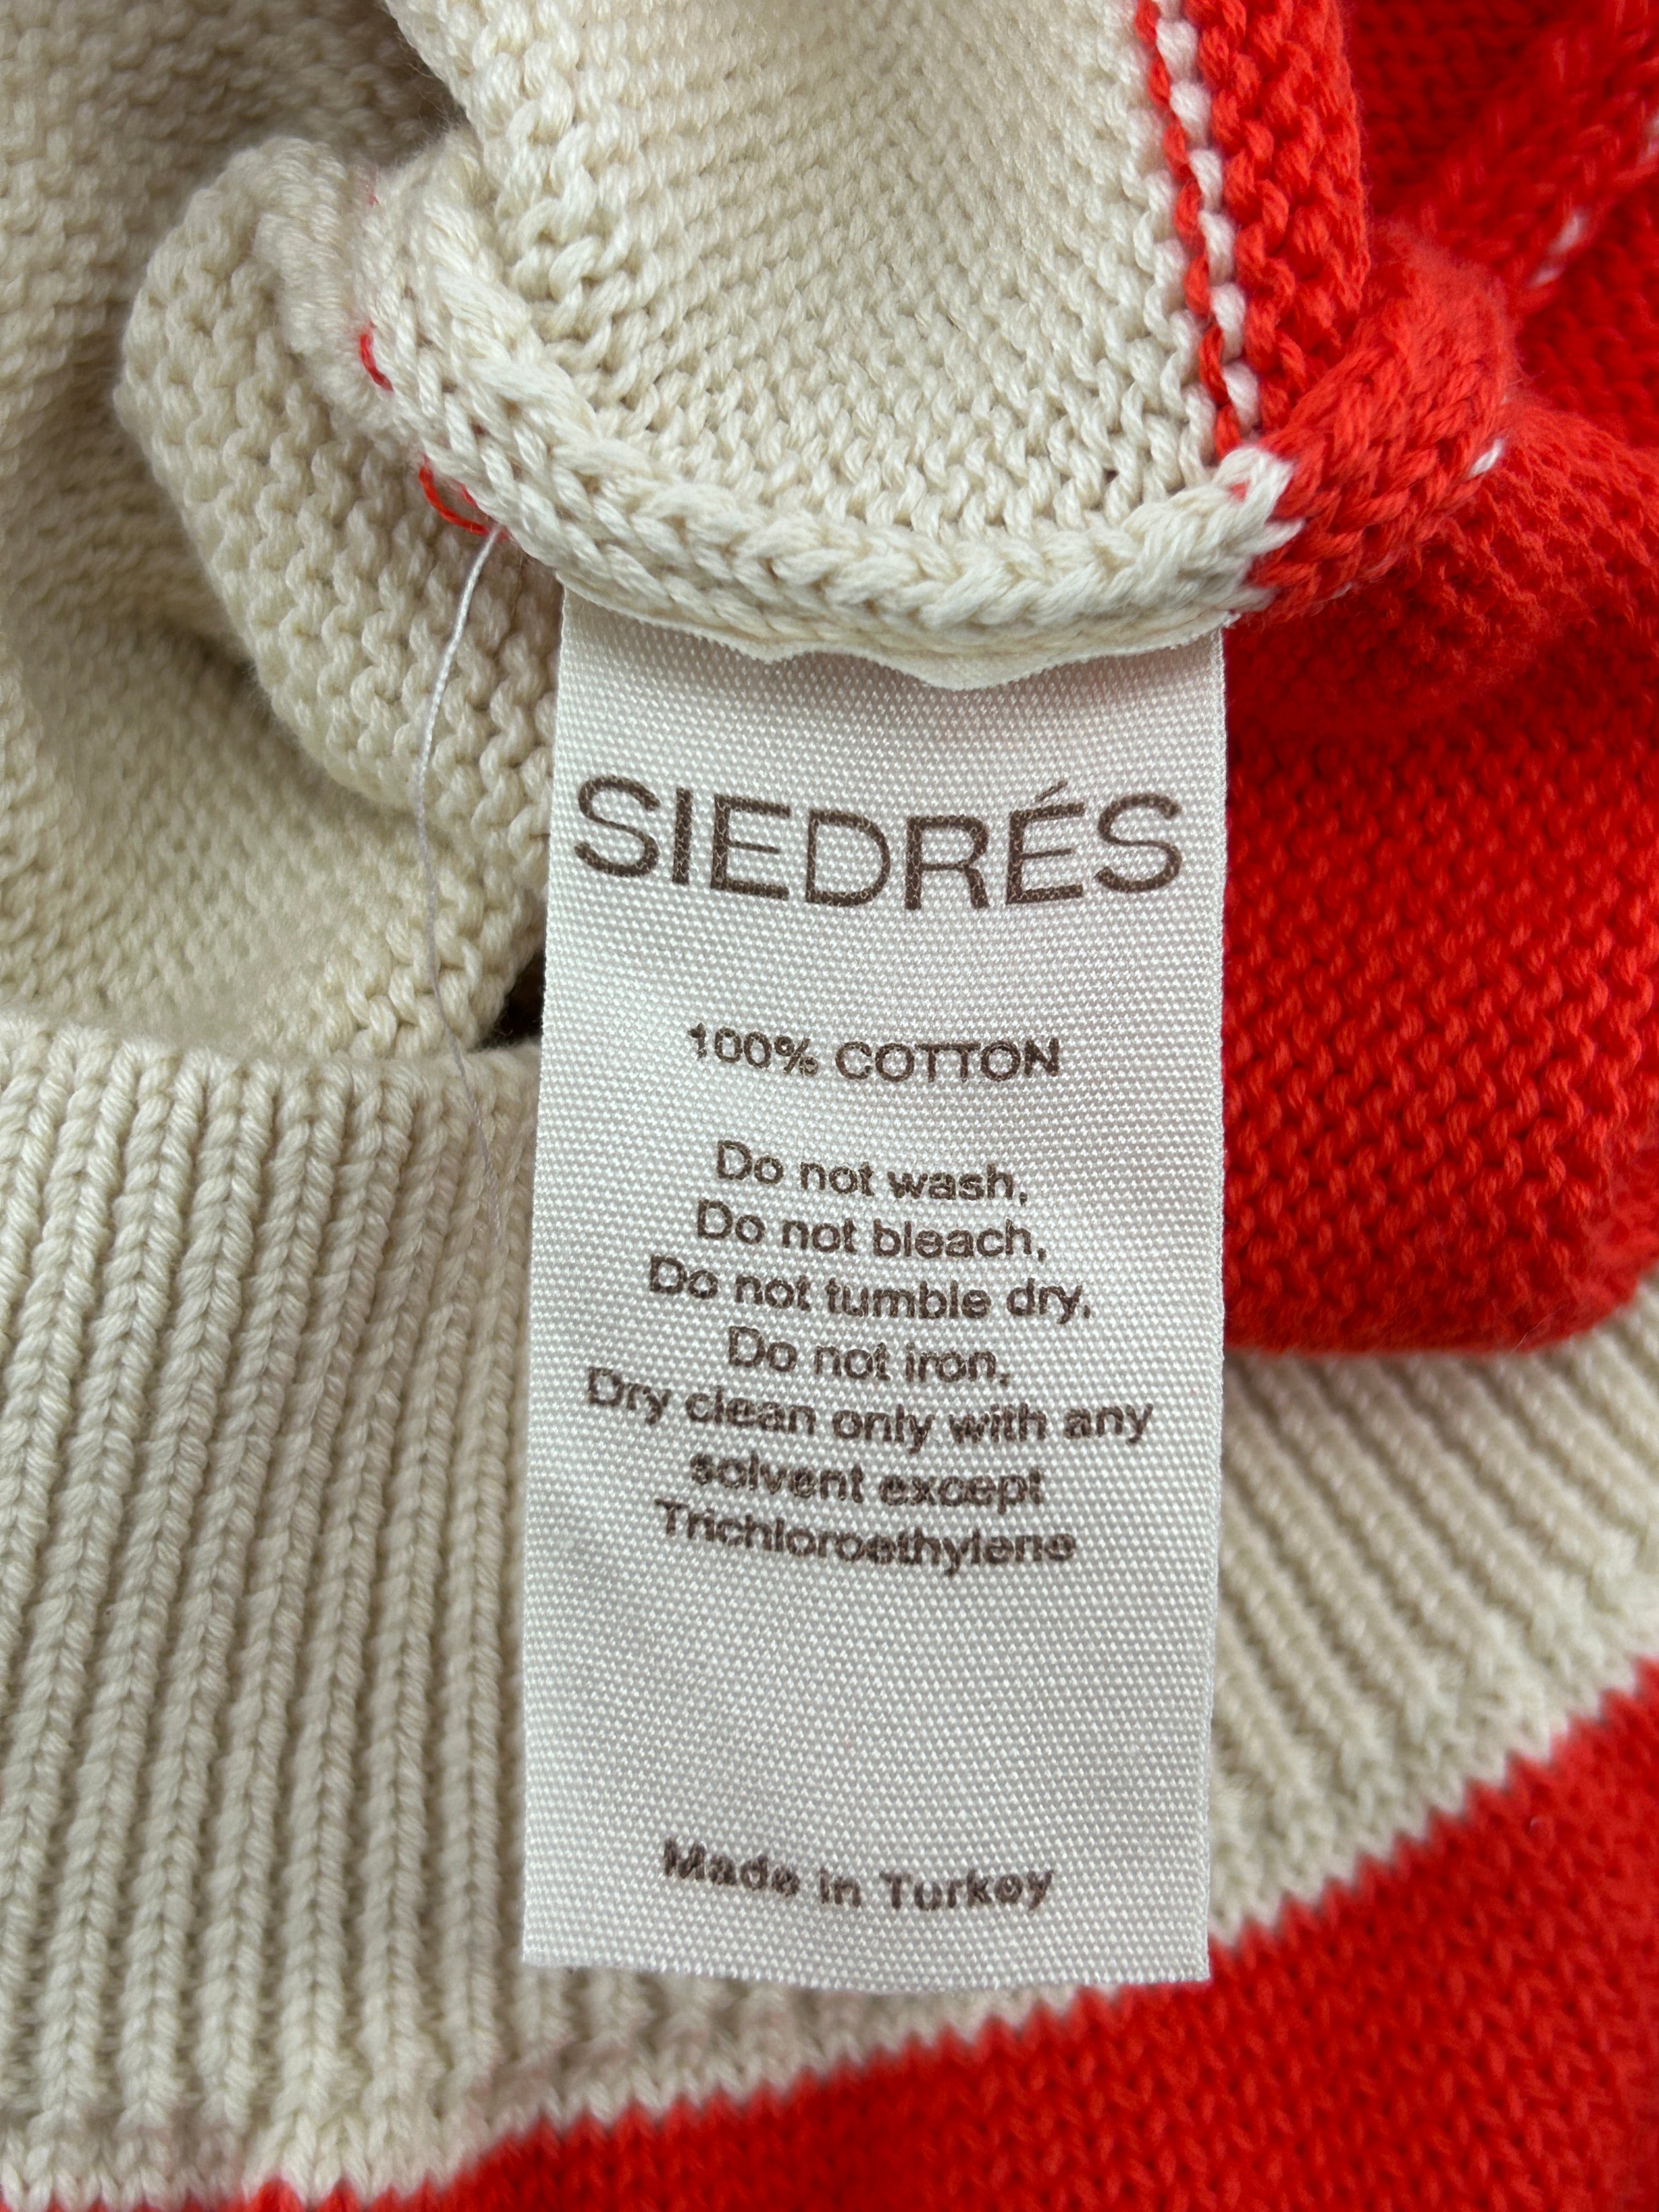 SIEDRÉS
100% COTTON
Do not wash,
Do not bleach,
Do not tumble dry,
Do not iron,
Dry clean only with any
solvent except
Trichloroethylene
Made in Turkey